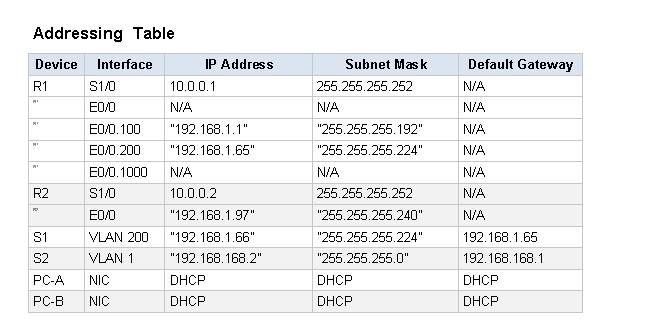 Addressing Table
Device Interface IP Address Subnet Mask Default Gateway
R1 S1/0 10.0.0.1 255.255.255.252 N/A
"" E0/0 N/A N/A N/A
"" E0/0.100 "192.168.1.1" "255.255.255.192" N/A
"" E0/0.200 "192.168.1.65" "255.255.255.224" N/A
"" E0/0.1000 N/A N/A N/A
R2 S1/0 10.0.0.2 255.255.255.252 N/A
"" E0/0 "192.168.1.97" "255.255.255.240" N/A
S1 VLAN 200 "192.168.1.66" "255.255.255.224" 192.168.1.65
S2 VLAN 1 "192.168.168.2" "255.255.255.0" 192.168.168.1
PC-A NIC DHCP DHCP DHCP
PC-B NIC DHCP DHCP DHCP